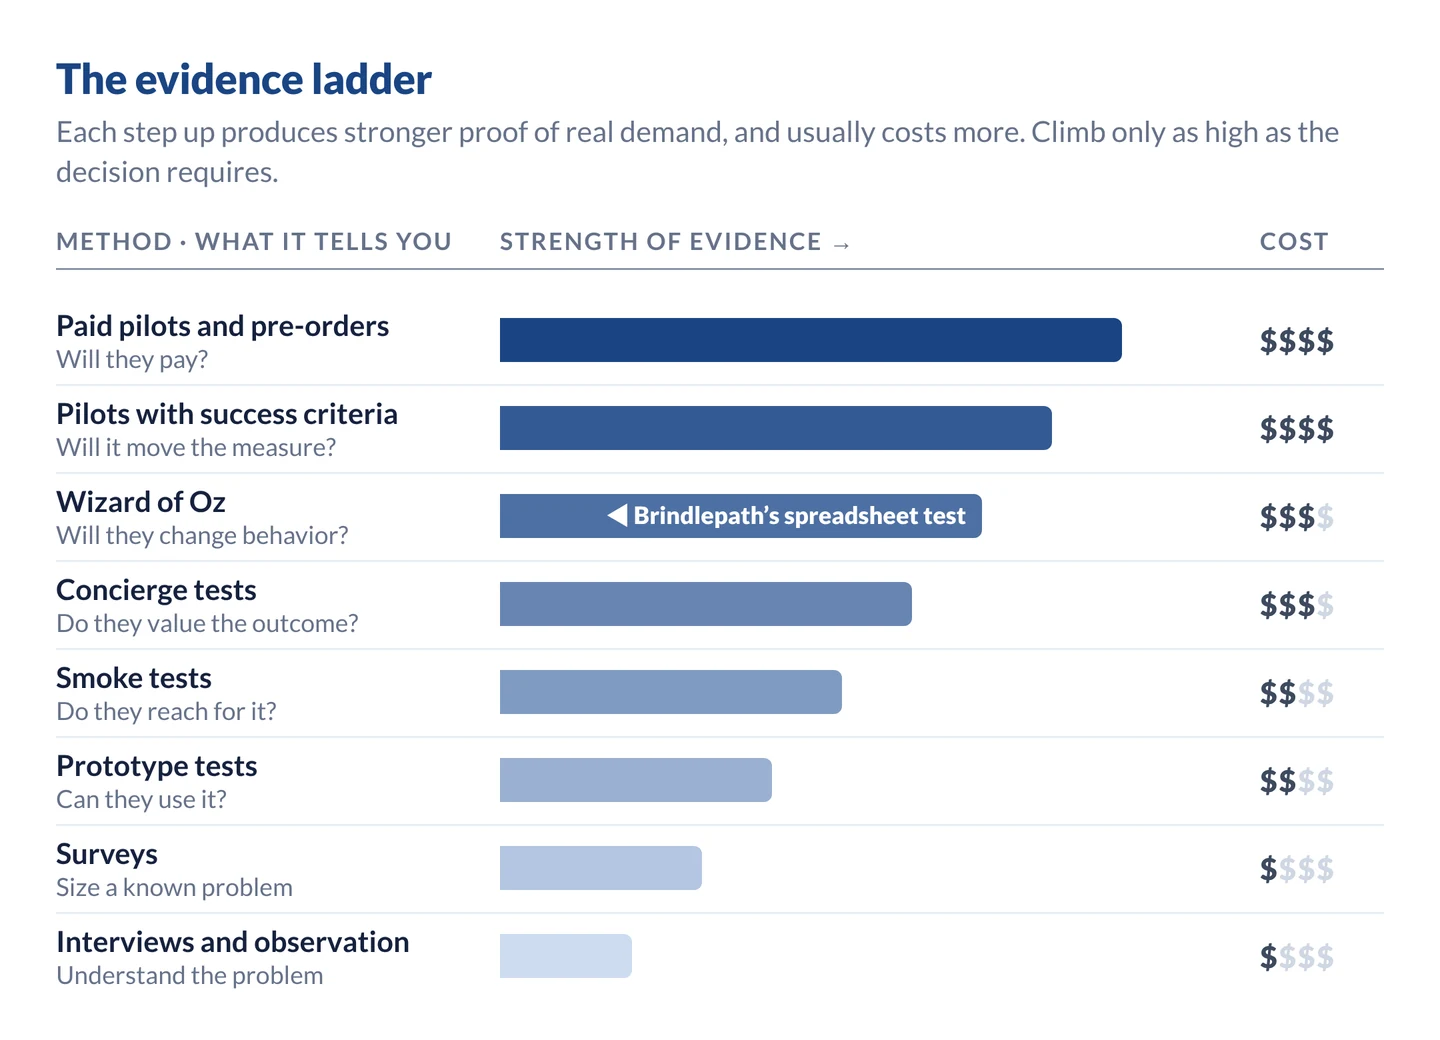 The evidence ladder
Each step up produces stronger proof of real demand, and usually costs more. Climb only as high as the
decision requires.
METHOD · WHAT IT TELLS YOU STRENGTH OF EVIDENCE → COST
Paid pilots and pre-orders
Will they pay?
$$$$
Pilots with success criteria
Will it move the measure?
$$$$
Wizard of Oz
Will they change behavior?
◀ Brindlepath’s spreadsheet test
$$$$
Concierge tests
Do they value the outcome?
$$$$
Smoke tests
Do they reach for it?
$$$$
Prototype tests
Can they use it?
$$$$
Surveys
Size a known problem
$$$$
Interviews and observation
Understand the problem
$$$$